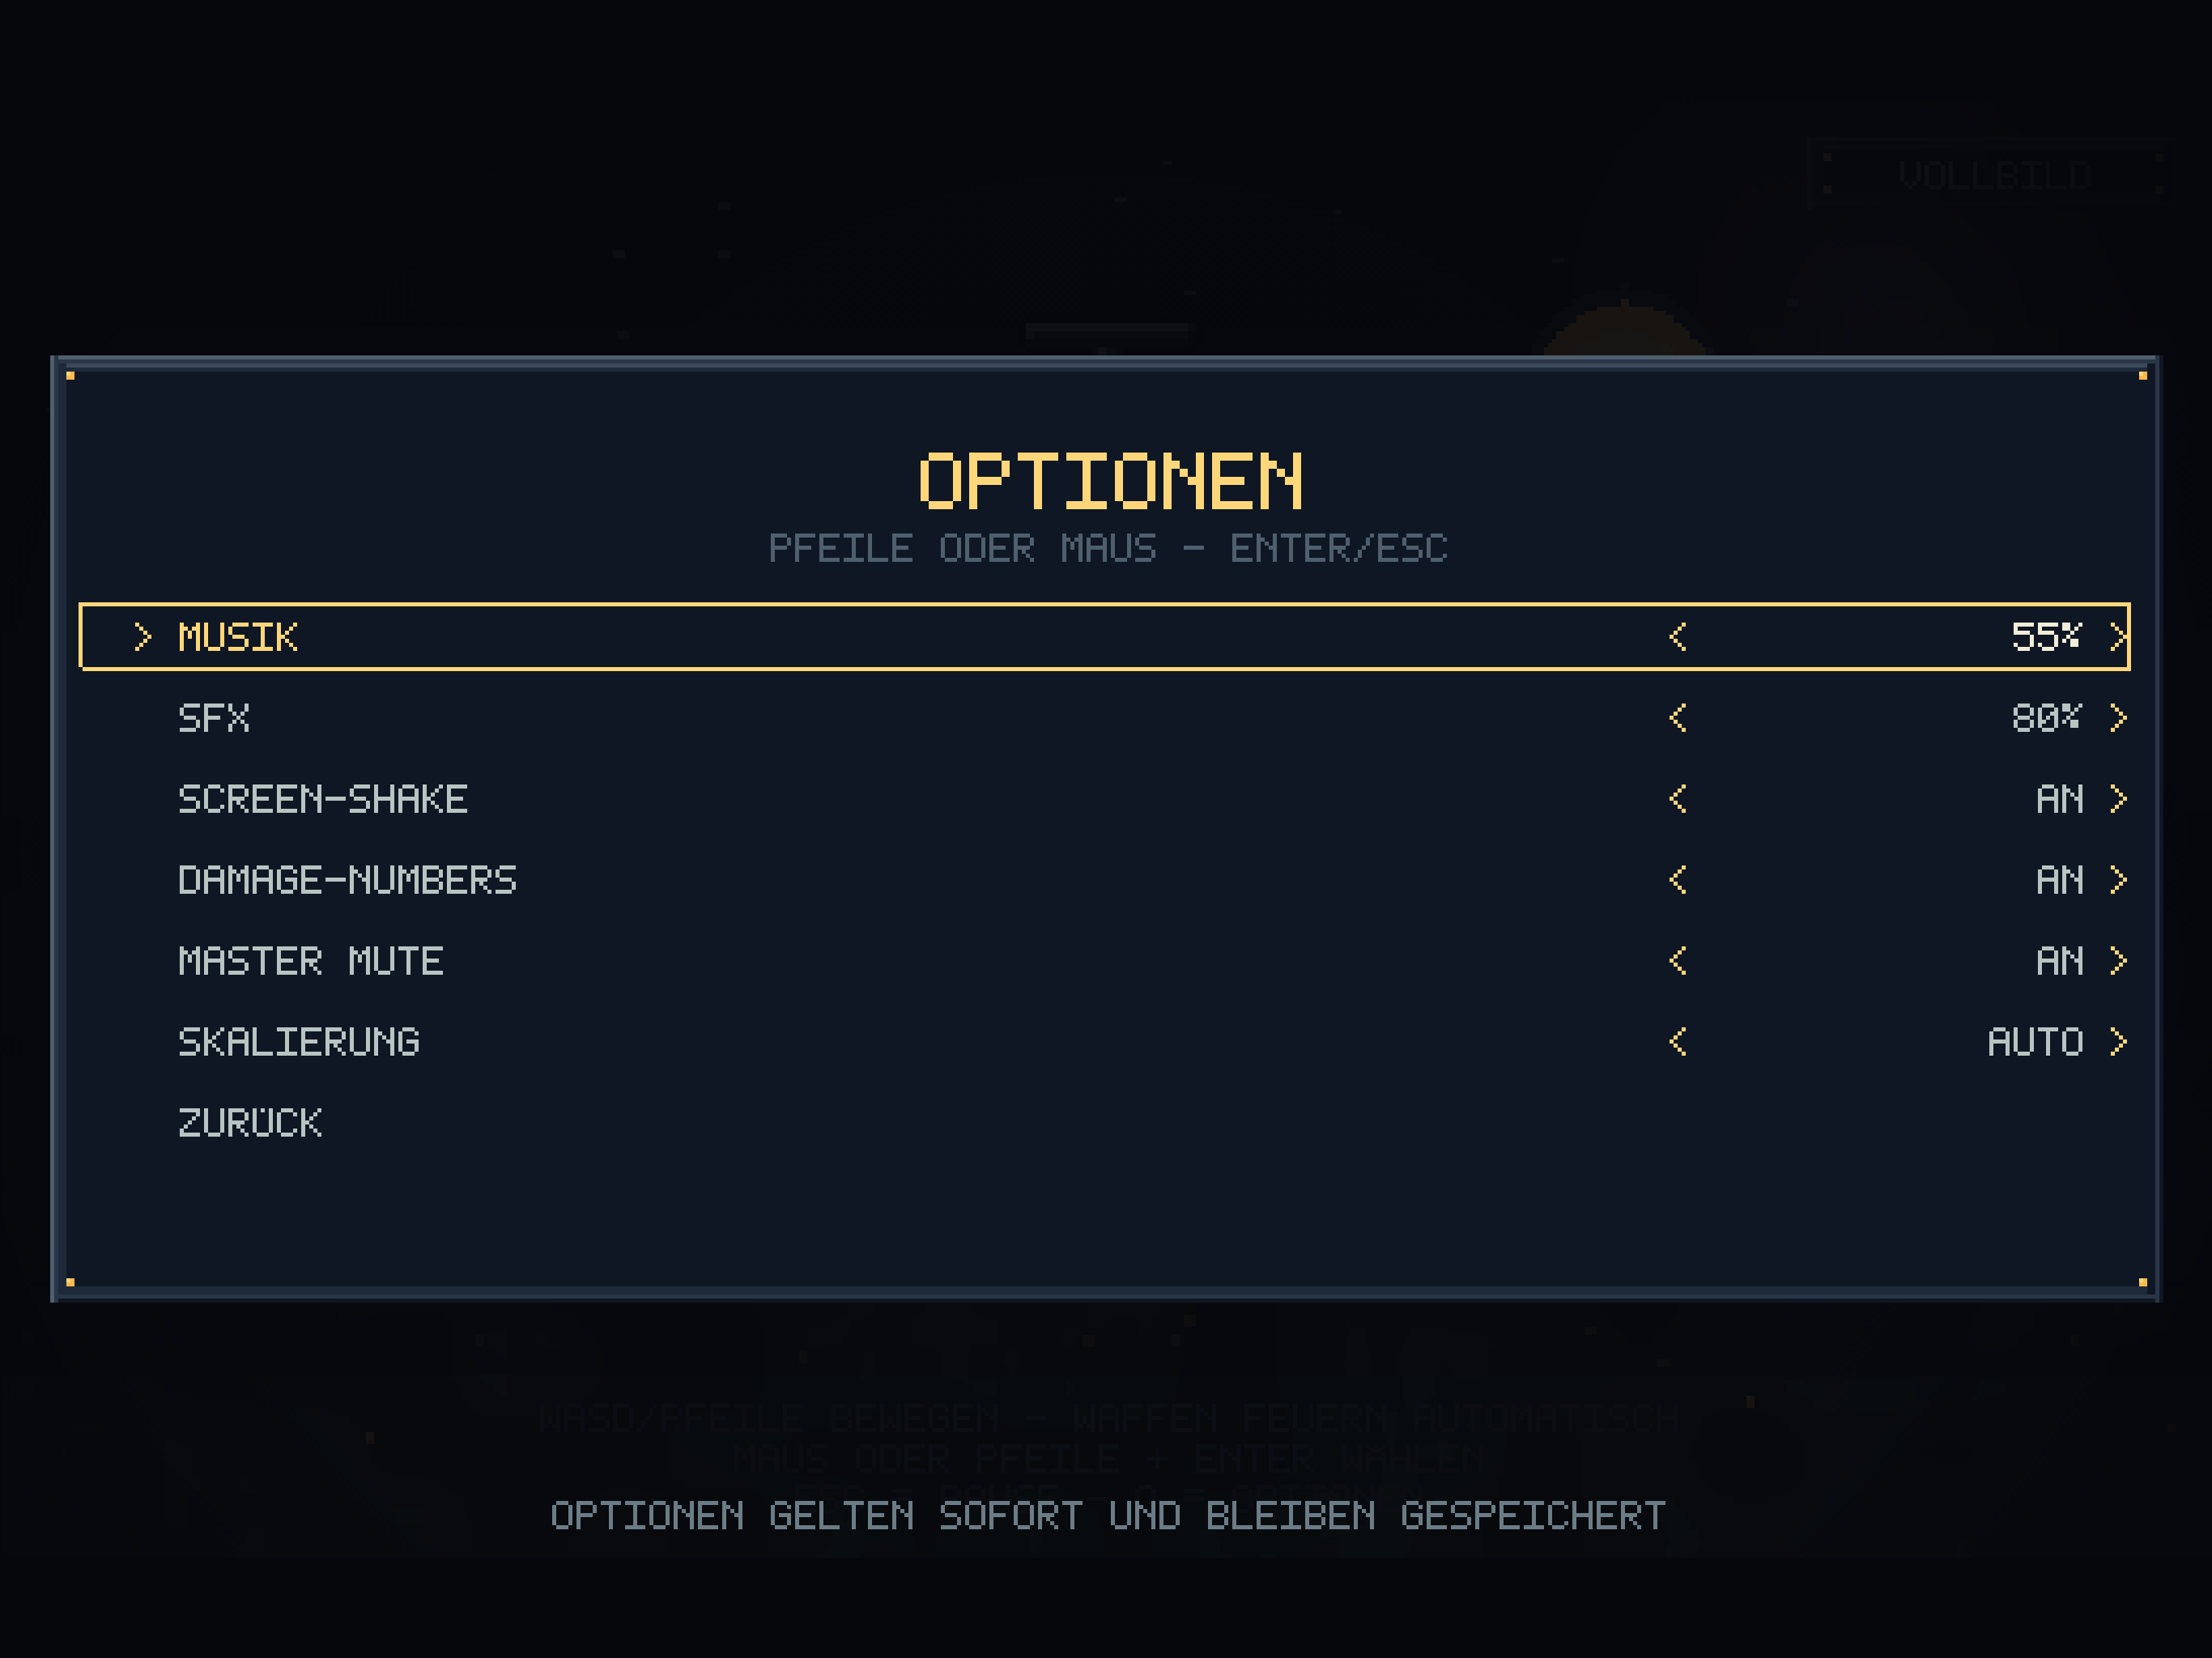 VOLLBILD
OPTIONEN
PFEILE ODER MAUS - ENTER/ESC
> MUSIK < 55% >
SFX < 80% >
SCREEN-SHAKE < AN >
DAMAGE-NUMBERS < AN >
MASTER MUTE < AN >
SKALIERUNG < AUTO >
ZURÜCK
WASD/PFEILE BEWEGEN - WAFFEN FEUERN AUTOMATISCH
MAUS ODER PFEILE + ENTER WÄHLEN
OPTIONEN GELTEN SOFORT UND BLEIBEN GESPEICHERT